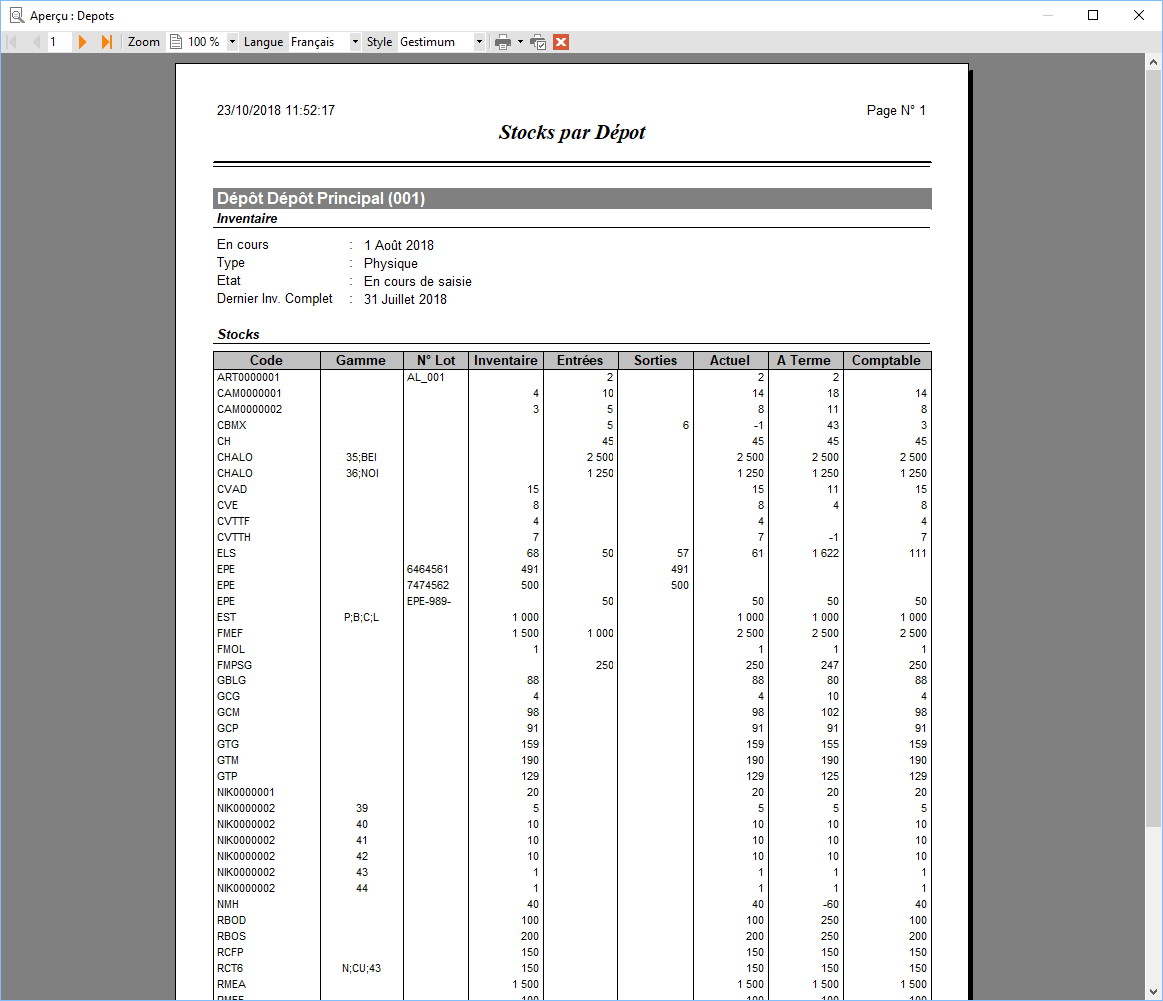 Aperçu : Depots
1 Zoom 100 % Langue Français Style Gestimum
23/10/2018 11:52:17 Page N° 1
Stocks par Dépot
Dépôt Dépôt Principal (001)
Inventaire
En cours : 1 Août 2018
Type : Physique
Etat : En cours de saisie
Dernier Inv. Complet : 31 Juillet 2018
Stocks
Code Gamme N° Lot Inventaire Entrées Sorties Actuel A Terme Comptable
ART0000001 AL_001 2 2 2
CAM0000001 4 10 14 18 14
CAM0000002 3 5 8 11 8
CBMX 5 6 -1 43 3
CH 45 45 45 45
CHALO 35;BEI 2 500 2 500 2 500 2 500
CHALO 36;NOI 1 250 1 250 1 250 1 250
CVAD 15 15 11 15
CVE 8 8 4 8
CVTTF 4 4 4
CVTTH 7 7 -1 7
ELS 68 50 57 61 1 622 111
EPE 6464561 491 491
EPE 7474562 500 500
EPE EPE-989- 50 50 50 50
EST P;B;C;L 1 000 1 000 1 000 1 000
FMEF 1 500 1 000 2 500 2 500 2 500
FMOL 1 1 1 1
FMPSG 250 250 247 250
GBLG 88 88 80 88
GCG 4 4 10 4
GCM 98 98 102 98
GCP 91 91 91 91
GTG 159 159 155 159
GTM 190 190 190 190
GTP 129 129 125 129
NIK0000001 20 20 20 20
NIK0000002 39 5 5 5 5
NIK0000002 40 10 10 10 10
NIK0000002 41 10 10 10 10
NIK0000002 42 10 10 10 10
NIK0000002 43 1 1 1 1
NIK0000002 44 1 1 1 1
NMH 40 40 -60 40
RBOD 100 100 250 100
RBOS 200 200 250 200
RCFP 150 150 150 150
RCT6 N;CU;43 150 150 150 150
RMEA 1 500 1 500 1 500 1 500